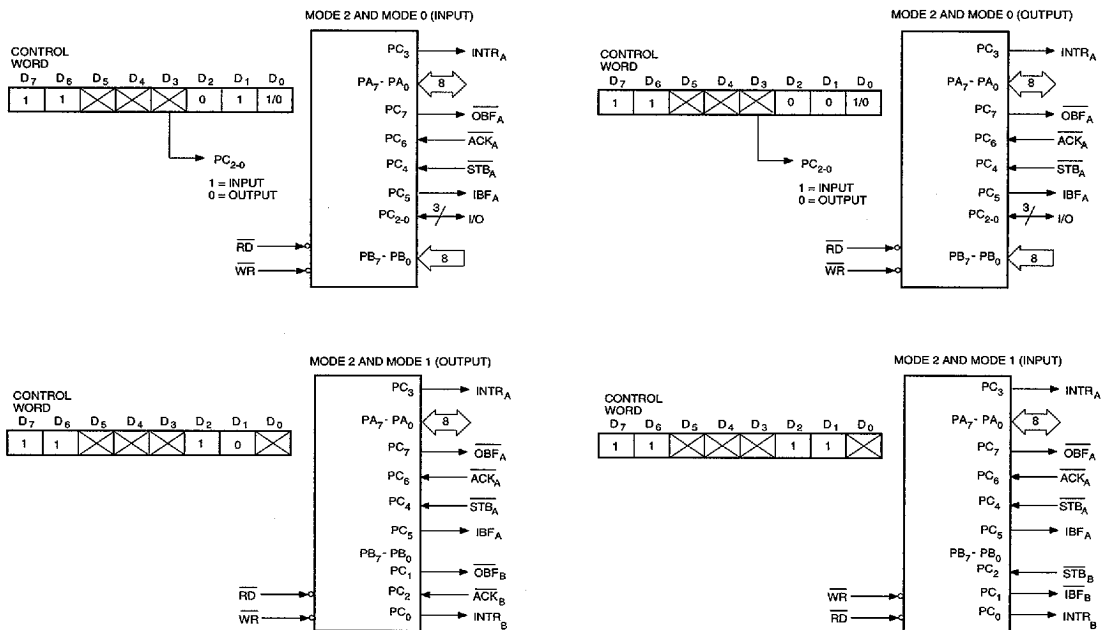 MODE 2 AND MODE 0 (INPUT)
CONTROL
WORD
D7 D6 D5 D4 D3 D2 D1 D0
1 1 0 1 1/0
PC2-0
1 = INPUT
0 = OUTPUT
RD
WR
PC3 INTRA
PA7 - PA0 8
PC7 OBFA
PC6 ACKA
PC4 STBA
PC5 IBFA
PC2-0 3 I/O
PB7 - PB0 8
MODE 2 AND MODE 0 (OUTPUT)
CONTROL
WORD
D7 D6 D5 D4 D3 D2 D1 D0
1 1 0 0 1/0
PC2-0
1 = INPUT
0 = OUTPUT
RD
WR
PC3 INTRA
PA7 - PA0 8
PC7 OBFA
PC6 ACKA
PC4 STBA
PC5 IBFA
PC2-0 3 I/O
PB7 - PB0 8
MODE 2 AND MODE 1 (OUTPUT)
CONTROL
WORD
D7 D6 D5 D4 D3 D2 D1 D0
1 1 1 0
RD
WR
PC3 INTRA
PA7 - PA0 8
PC7 OBFA
PC6 ACKA
PC4 STBA
PC5 IBFA
PB7 - PB0
PC1 OBFB
PC2 ACKB
PC0 INTRB
MODE 2 AND MODE 1 (INPUT)
CONTROL
WORD
D7 D6 D5 D4 D3 D2 D1 D0
1 1 1 1
WR
RD
PC3 INTRA
PA7 - PA0 8
PC7 OBFA
PC6 ACKA
PC4 STBA
PC5 IBFA
PB7 - PB0
PC2 STBB
PC1 IBFB
PC0 INTRB